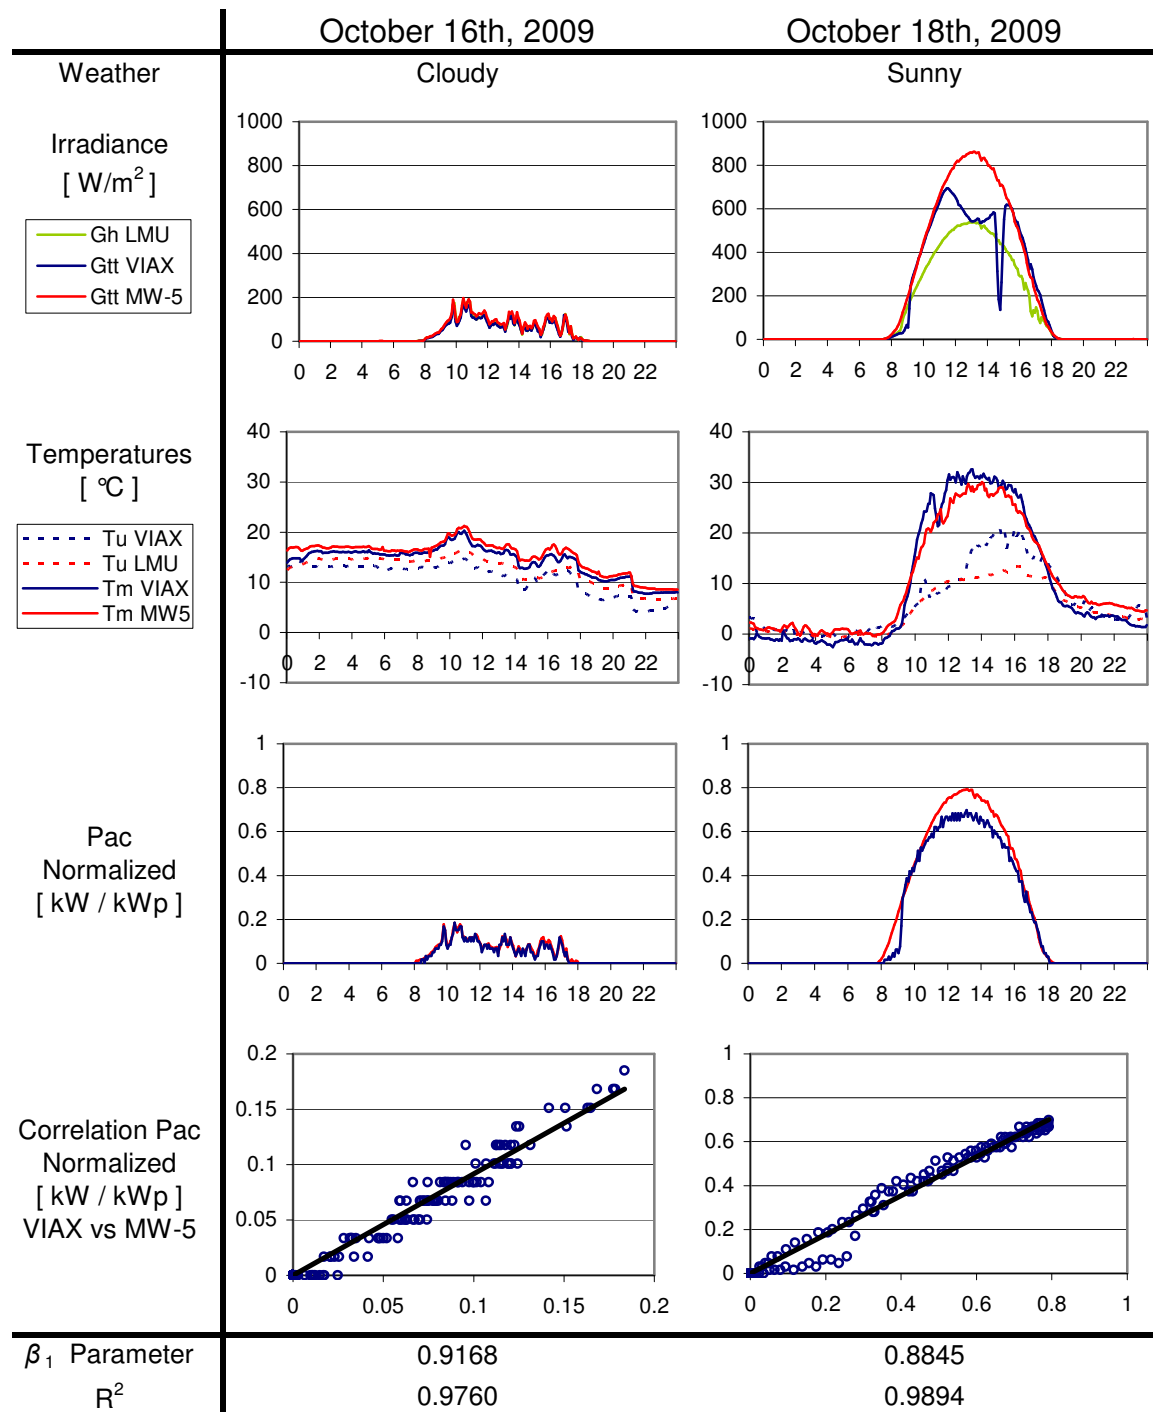 October 16th, 2009 October 18th, 2009
Weather Cloudy Sunny
Irradiance
[ W/m² ]
Gh LMU
Gtt VIAX
Gtt MW-5
1000
800
600
400
200
0
0 2 4 6 8 10 12 14 16 18 20 22
1000
800
600
400
200
0
0 2 4 6 8 10 12 14 16 18 20 22
Temperatures
[ °C ]
Tu VIAX
Tu LMU
Tm VIAX
Tm MW5
40
30
20
10
0
-10
0 2 4 6 8 10 12 14 16 18 20 22
40
30
20
10
0
-10
0 2 4 6 8 10 12 14 16 18 20 22
Pac
Normalized
[ kW / kWp ]
1
0.8
0.6
0.4
0.2
0
0 2 4 6 8 10 12 14 16 18 20 22
1
0.8
0.6
0.4
0.2
0
0 2 4 6 8 10 12 14 16 18 20 22
Correlation Pac
Normalized
[ kW / kWp ]
VIAX vs MW-5
0.2
0.15
0.1
0.05
0
0 0.05 0.1 0.15 0.2
1
0.8
0.6
0.4
0.2
0
0 0.2 0.4 0.6 0.8 1
β₁ Parameter 0.9168 0.8845
R² 0.9760 0.9894